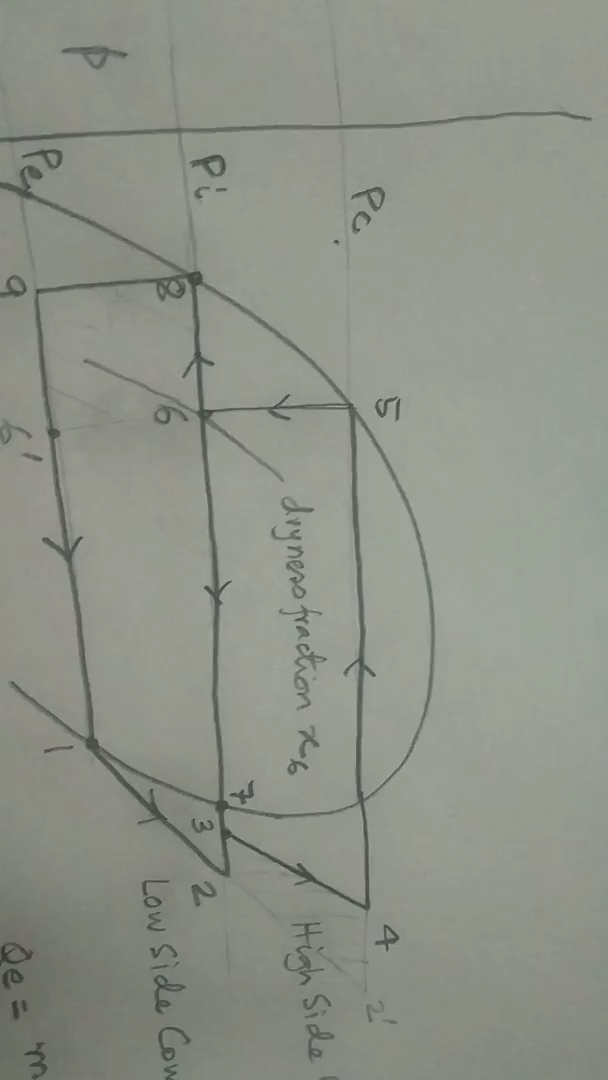 p
Pc
Pi
Pe
5
4
2'
High Side
dryness fraction x6
8
6
7
3
2
Low Side
9
6'
1
Qe = m